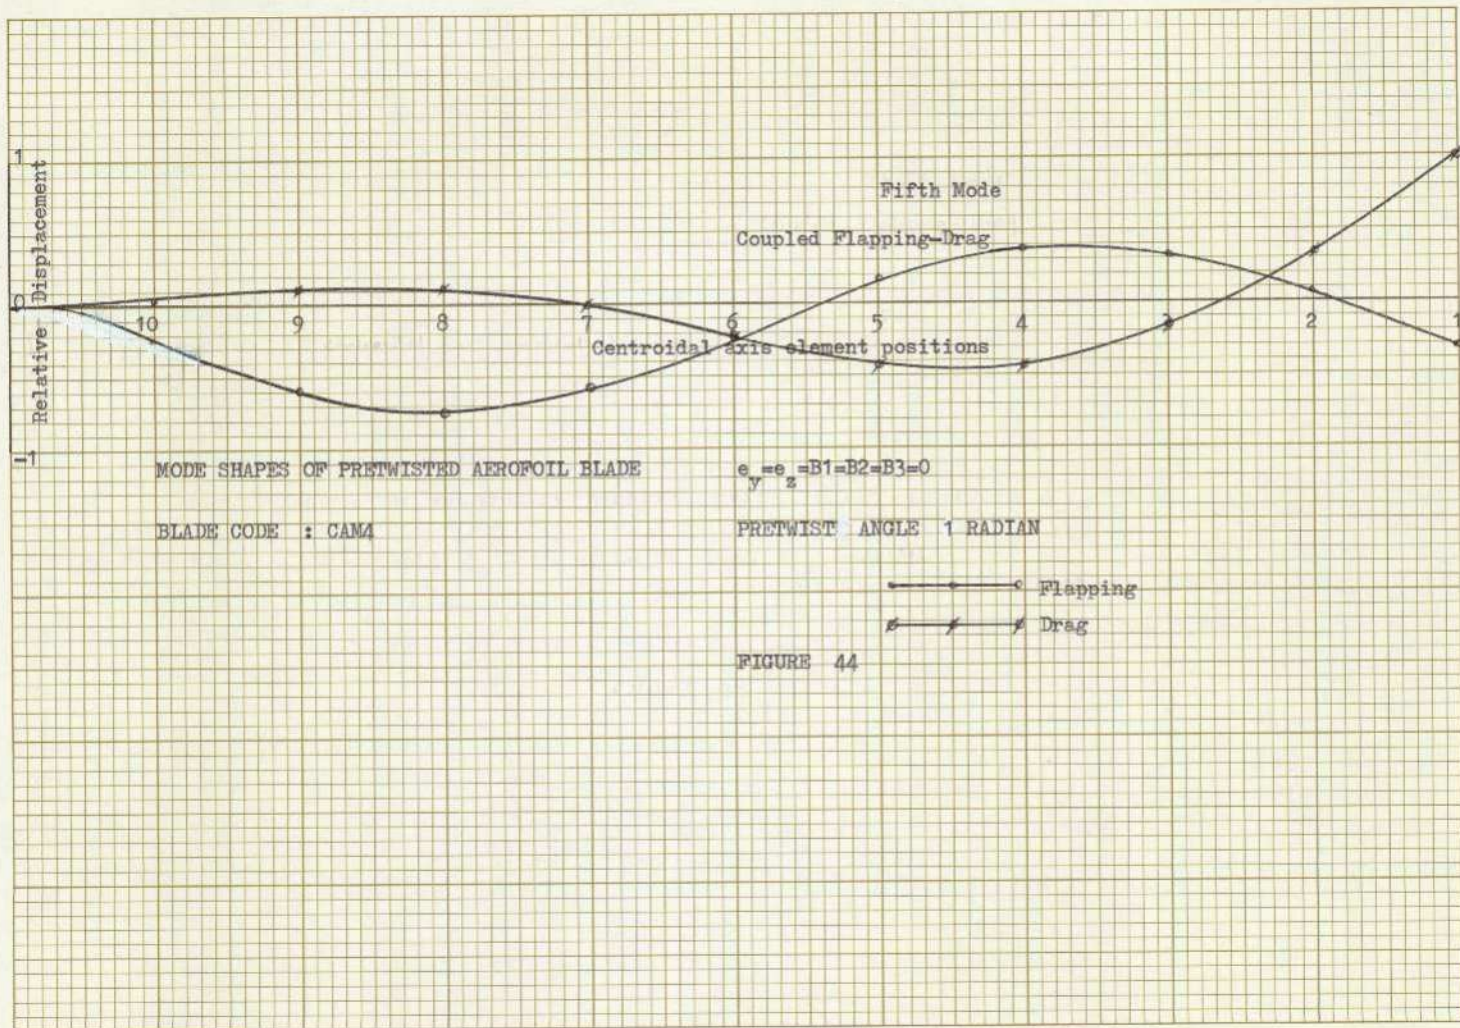 1
Relative Displacement
Fifth Mode
Coupled Flapping-Drag
0
10 9 8 7 6 5 4 3 2 1
Centroidal axis element positions
-1
MODE SHAPES OF PRETWISTED AEROFOIL BLADE
e_y=e_z=B1=B2=B3=0
BLADE CODE : CAM4
PRETWIST ANGLE 1 RADIAN
Flapping
Drag
FIGURE 44